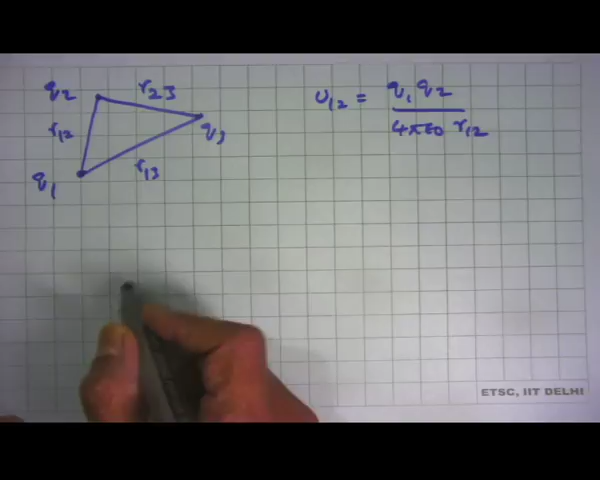 q2 r23
r12 q3
q1 r13
U12 = q1 q2 / 4πε0 r12
ETSC, IIT DELHI